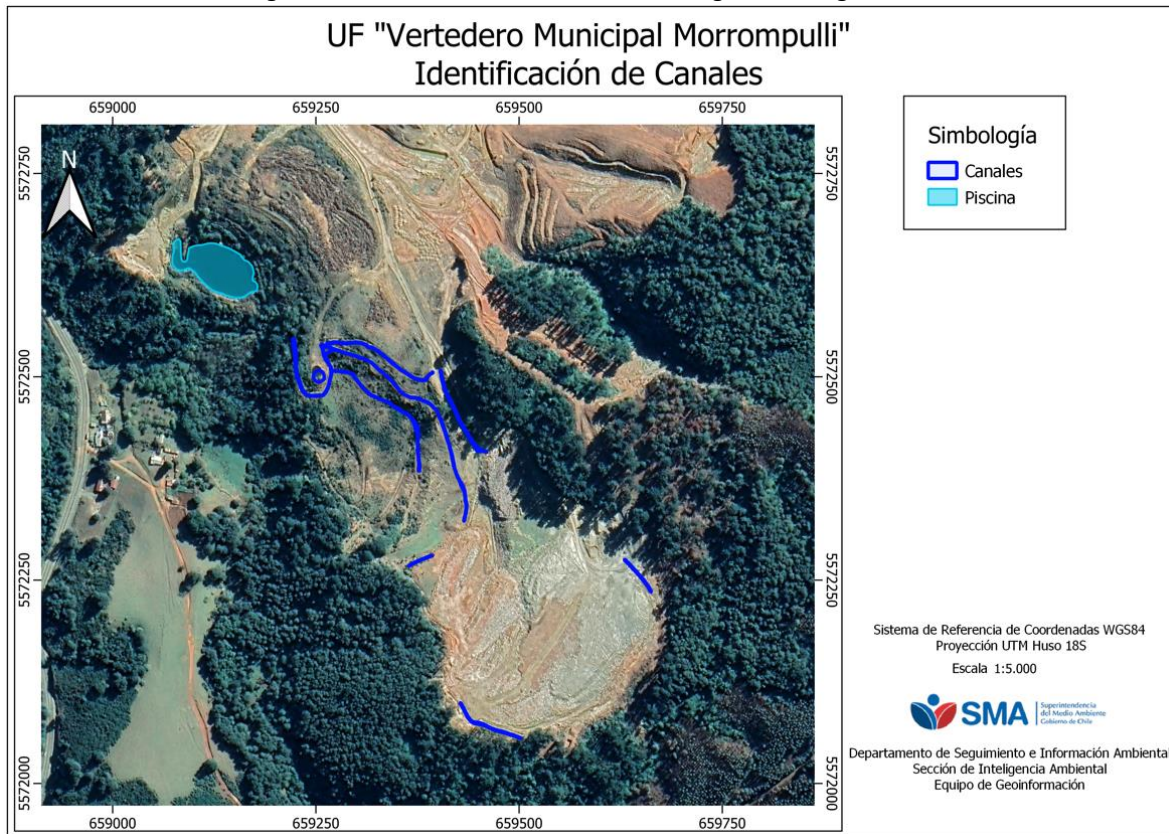 UF "Vertedero Municipal Morrompulli"
Identificación de Canales
659000 659250 659500 659750
5572750 5572750
N
5572500 5572500
5572250 5572250
5572000 5572000
659000 659250 659500 659750
Simbología
Canales
Piscina
Sistema de Referencia de Coordenadas WGS84
Proyección UTM Huso 18S
Escala 1:5.000
SMA
Superintendencia
del Medio Ambiente
Gobierno de Chile
Departamento de Seguimiento e Información Ambiental
Sección de Inteligencia Ambiental
Equipo de Geoinformación